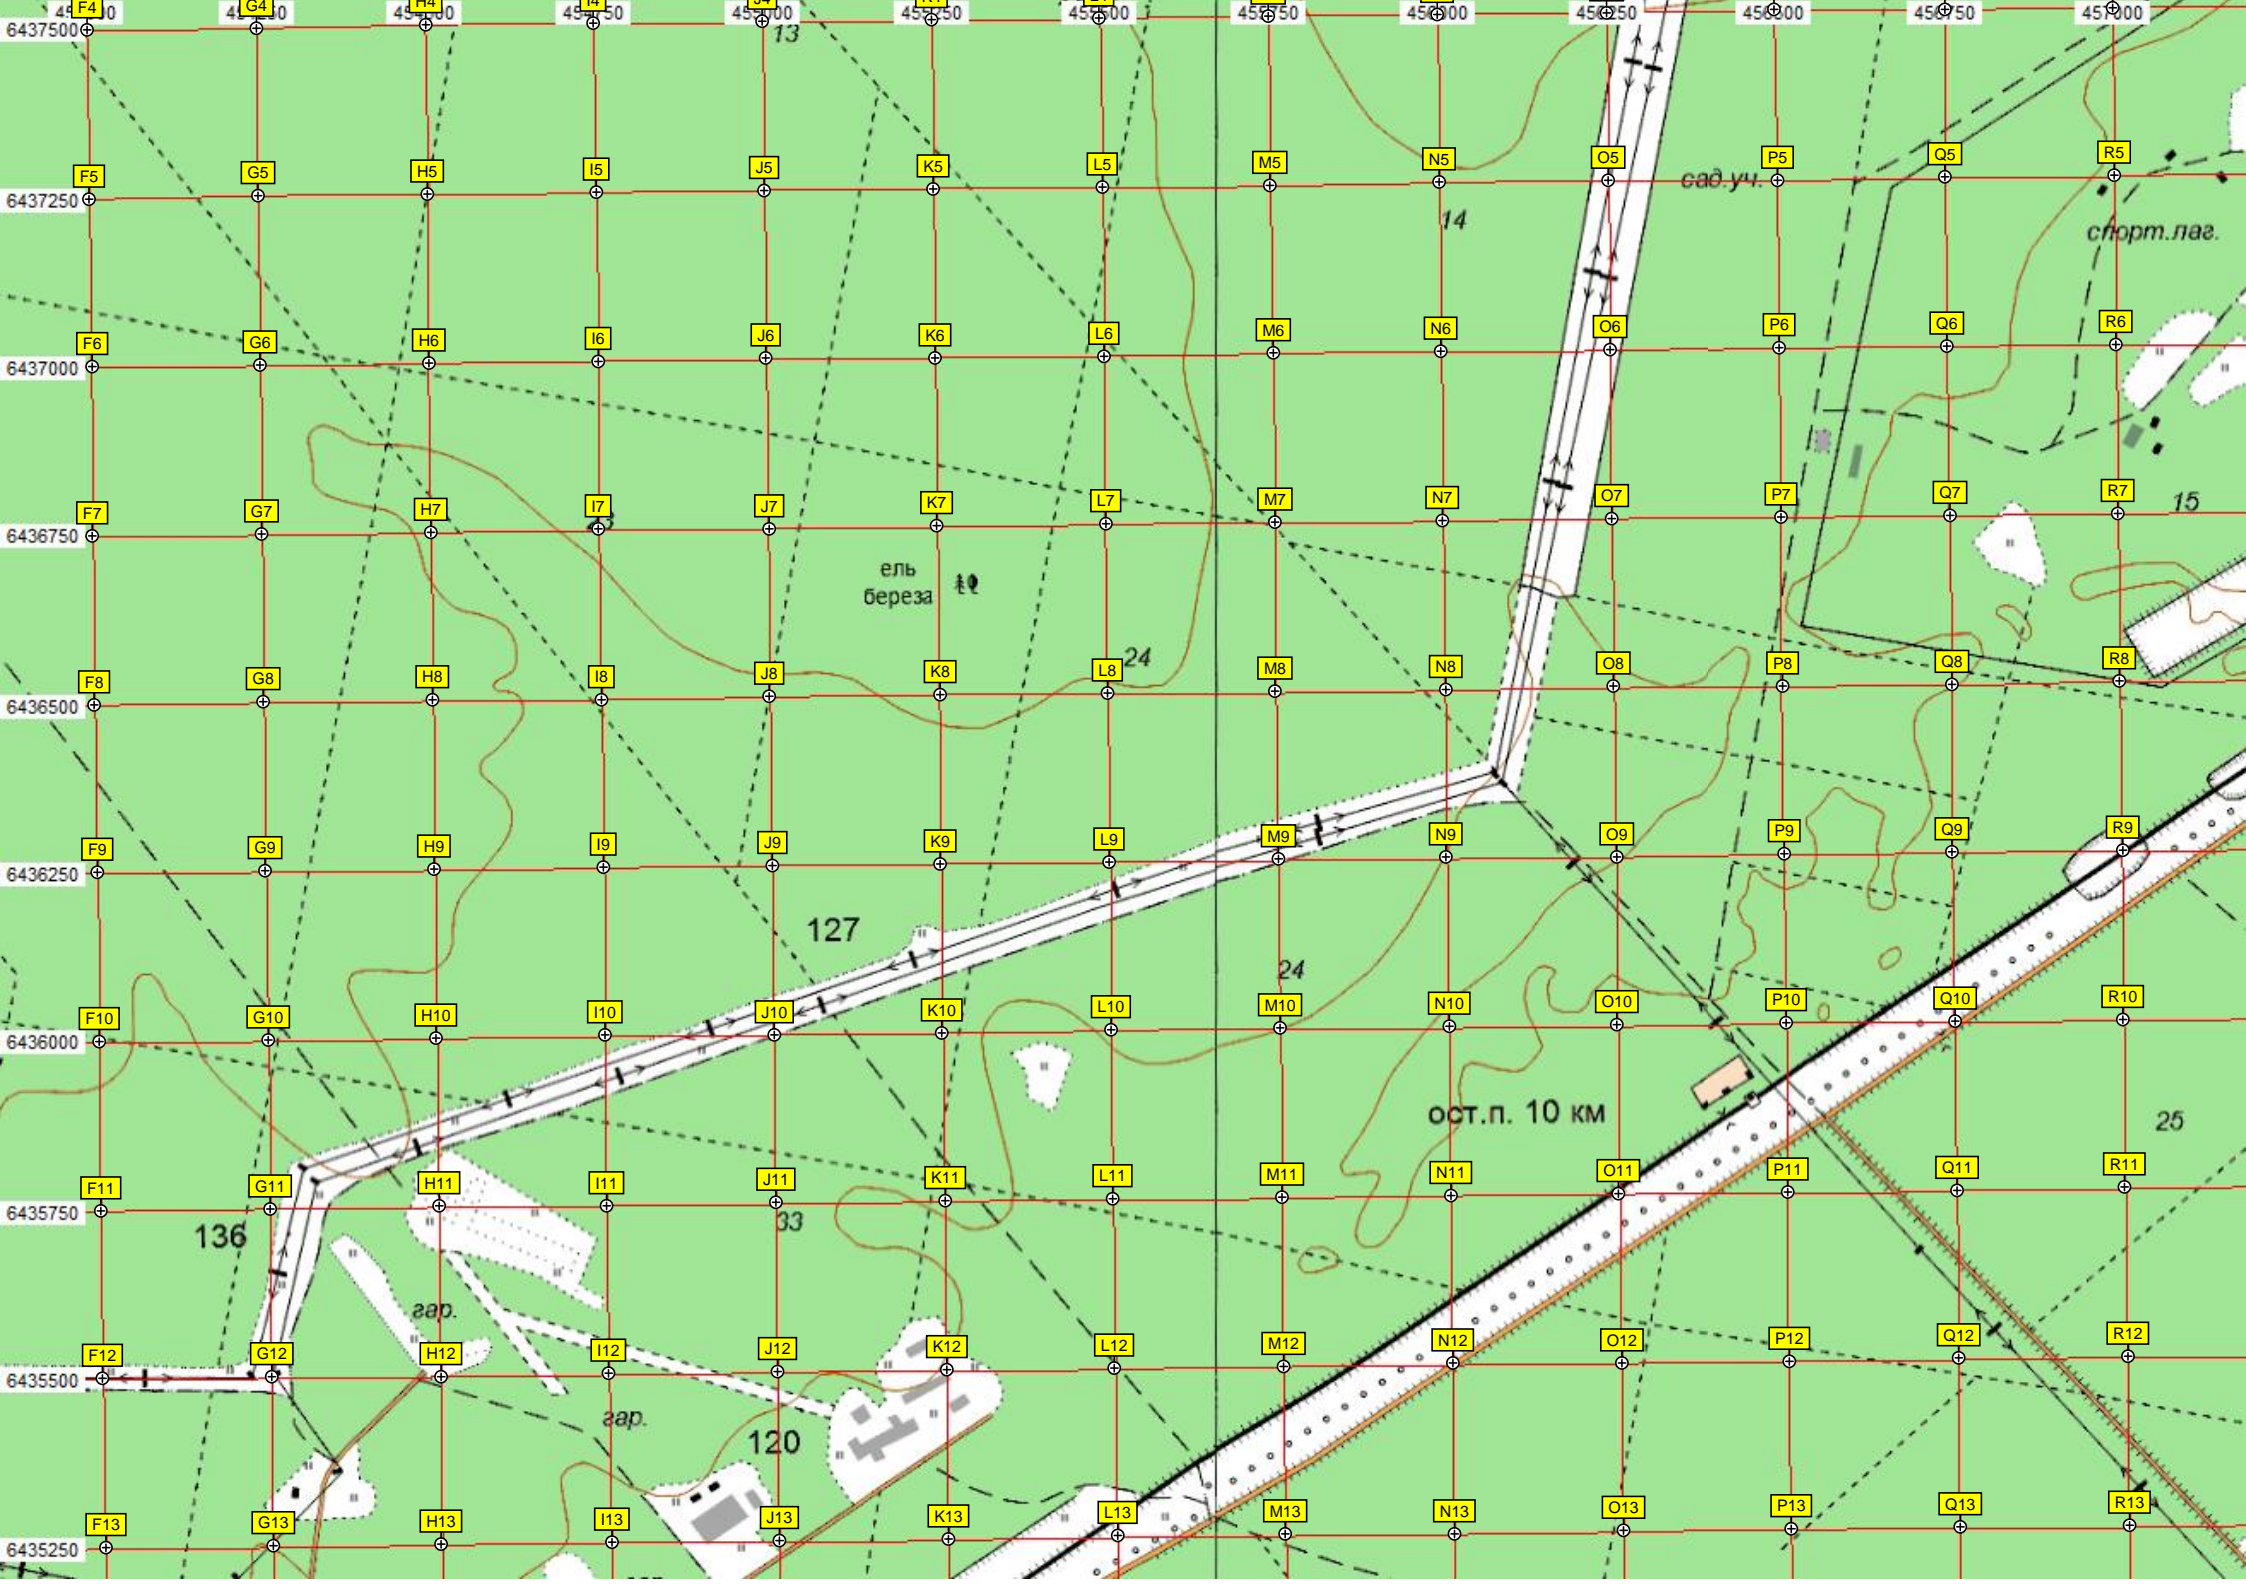 F4 G4 H4 I4 J4 K4
6437500
13
455000 455250 456000 457000
F5 G5 H5 I5 J5 K5 L5 M5 N5 O5 P5 Q5 R5
сад.уч.
6437250
14
спорт.лаг.
F6 G6 H6 I6 J6 K6 L6 M6 N6 O6 P6 Q6 R6
6437000
F7 G7 H7 I7 J7 K7 L7 M7 N7 O7 P7 Q7 R7
15
6436750
ель
береза
24
F8 G8 H8 I8 J8 K8 L8 M8 N8 O8 P8 Q8 R8
6436500
F9 G9 H9 I9 J9 K9 L9 M9 N9 O9 P9 Q9 R9
6436250
127
24
F10 G10 H10 I10 J10 K10 L10 M10 N10 O10 P10 Q10 R10
6436000
ост.п. 10 км
25
F11 G11 H11 I11 J11 K11 L11 M11 N11 O11 P11 Q11 R11
6435750
33
136
гар.
F12 G12 H12 I12 J12 K12 L12 M12 N12 O12 P12 Q12 R12
6435500
гар.
120
F13 G13 H13 I13 J13 K13 L13 M13 N13 O13 P13 Q13 R13
6435250